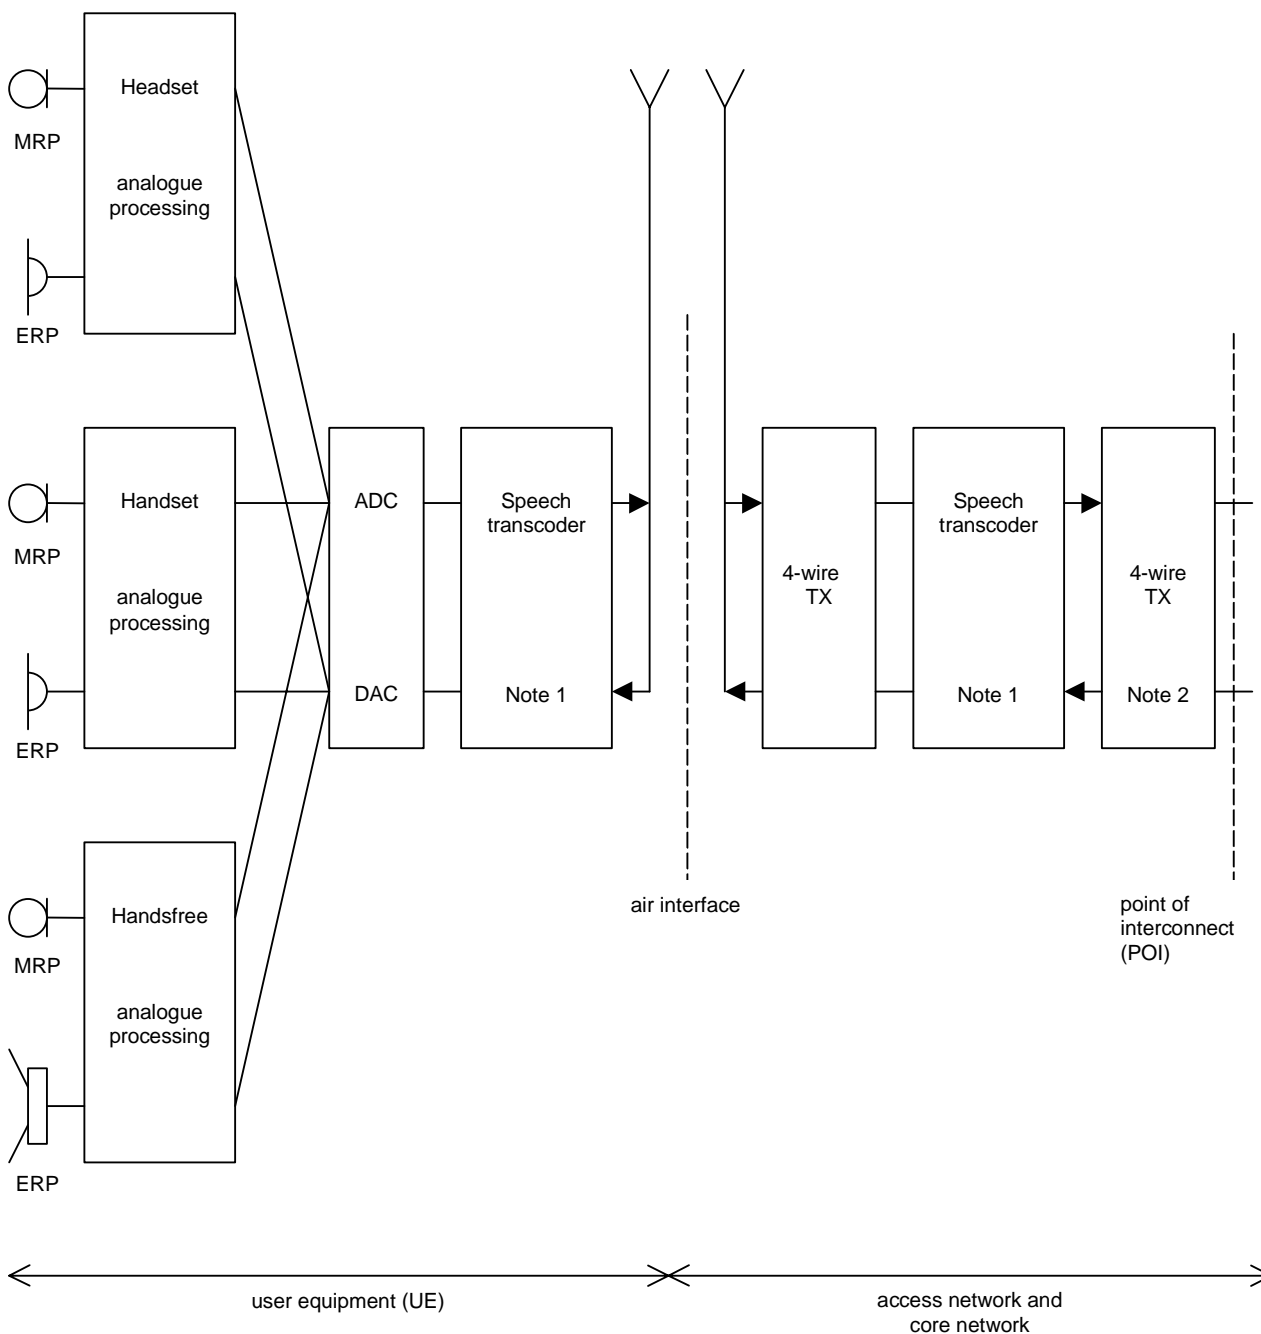 Headset
MRP
analogue
processing
ERP
Handset
MRP
analogue
processing
ERP
ADC
DAC
Speech
transcoder
Note 1
4-wire
TX
Speech
transcoder
Note 1
4-wire
TX
Note 2
Handsfree
MRP
analogue
processing
ERP
air interface
point of
interconnect
(POI)
user equipment (UE)
access network and
core network